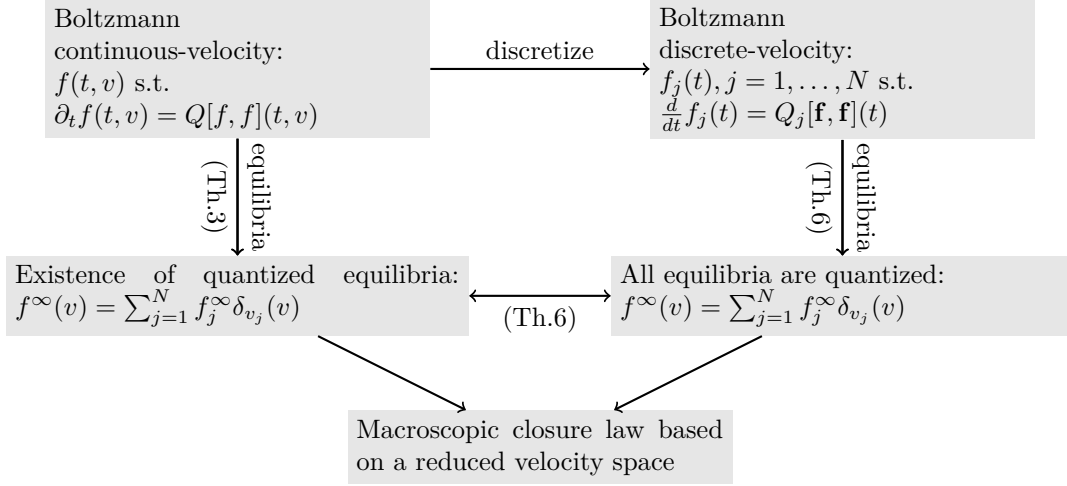 Boltzmann
continuous-velocity:
f(t, v) s.t.
∂_t f(t, v) = Q[f, f](t, v)
discretize
Boltzmann
discrete-velocity:
f_j(t), j = 1, . . . , N s.t.
d/dt f_j(t) = Q_j[𝐟, 𝐟](t)
equilibria
(Th.3)
equilibria
(Th.6)
Existence of quantized equilibria:
f^∞(v) = ∑_{j=1}^N f_j^∞ δ_{v_j}(v)
(Th.6)
All equilibria are quantized:
f^∞(v) = ∑_{j=1}^N f_j^∞ δ_{v_j}(v)
Macroscopic closure law based
on a reduced velocity space